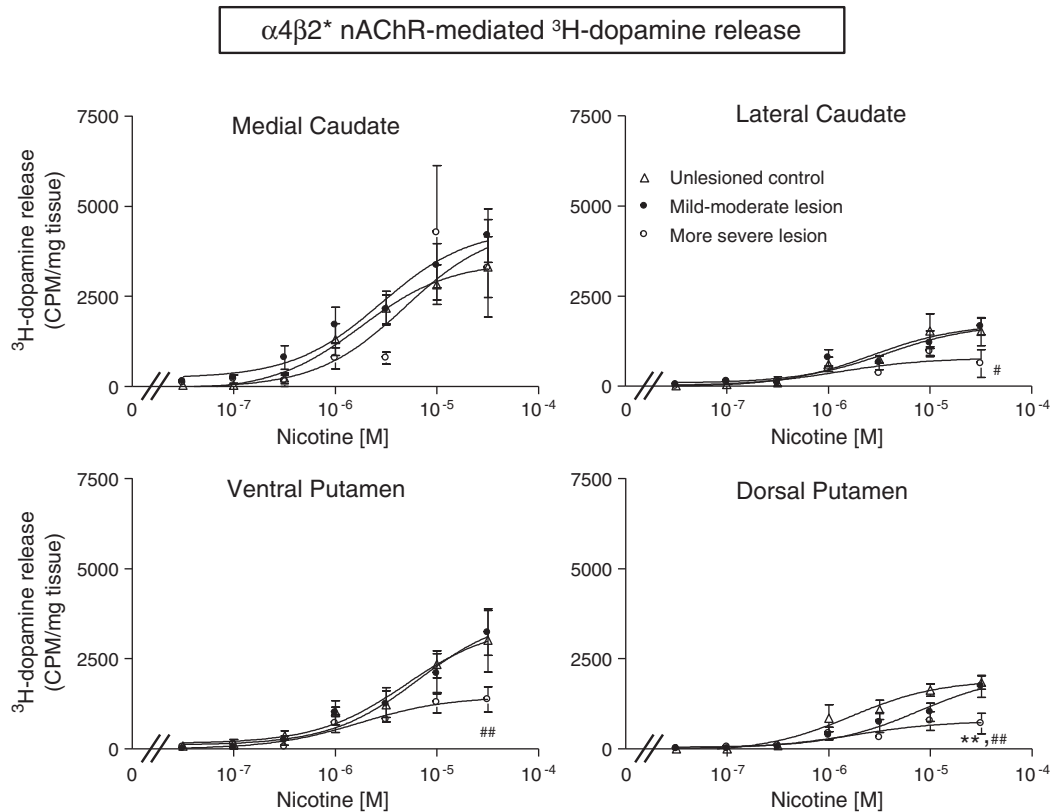 α4β2* nAChR-mediated ³H-dopamine release
Medial Caudate
³H-dopamine release
(CPM/mg tissue)
7500
5000
2500
0
0
10⁻⁷
10⁻⁶
10⁻⁵
10⁻⁴
Nicotine [M]
Lateral Caudate
Unlesioned control
Mild-moderate lesion
More severe lesion
7500
5000
2500
0
#
0
10⁻⁷
10⁻⁶
10⁻⁵
10⁻⁴
Nicotine [M]
Ventral Putamen
³H-dopamine release
(CPM/mg tissue)
7500
5000
2500
0
##
0
10⁻⁷
10⁻⁶
10⁻⁵
10⁻⁴
Nicotine [M]
Dorsal Putamen
7500
5000
2500
0
**,##
0
10⁻⁷
10⁻⁶
10⁻⁵
10⁻⁴
Nicotine [M]